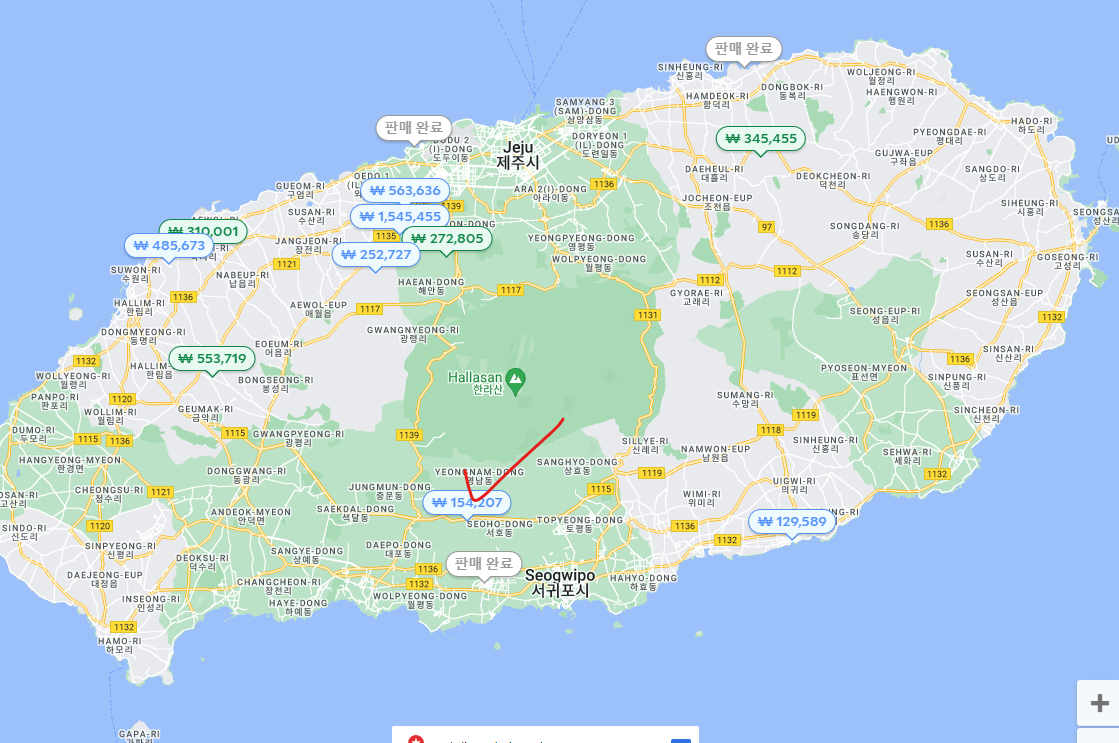 판매 완료
SINHEUNG-RI
신흥리
WOLJEONG-RI
월정리
DONGBOK-RI
동복리
HAENGWON-RI
행원리
HAMDEOK-RI
함덕리
SAMYANG 3
(SAM)-DONG
삼양삼동
HADO-RI
하도리
판매 완료
DODU 2
(I)-DONG
도두이동
Jeju
제주시
DORYEON 1
(IL)-DONG
도련일동
₩ 345,455
PYEONGDAE-RI
평대리
GUJWA-EUP
구좌읍
DAEHEUL-RI
대흘리
DEOKCHEON-RI
덕천리
SANGDO-RI
상도리
GUEOM-RI
구엄리
₩ 563,636
ARA 2(I)-DONG
아라이동
1136
JOCHEON-EUP
조천읍
SIHEUNG-RI
시흥리
SUSAN-RI
수산리
₩ 1,545,455
97
1136
SONGDANG-RI
송당리
₩ 310,001
₩ 485,673
JANGJEON-RI
장전리
1135
₩ 272,805
YEONGPYEONG-DONG
영평동
₩ 252,727
WOLPYEONG-DONG
월평동
SUSAN-RI
수산리
GOSEONG-RI
고성리
SUWON-RI
수원리
NABEUP-RI
납읍리
1121
1112
1112
HAEAN-DONG
해안동
1117
GYORAE-RI
교래리
SEONGSAN-EUP
성산읍
HALLIM-RI
한림리
1136
AEWOL-EUP
애월읍
1117
1131
SEONG-EUP-RI
성읍리
1132
DONGMYEONG-RI
동명리
GWANGNYEONG-RI
광령리
EOEUM-RI
어음리
1132
₩ 553,719
SINSAN-RI
신산리
1136
WOLLYEONG-RI
월령리
HALLIM-
한림읍
BONGSEONG-RI
봉성리
Hallasan
한라산
PYOSEON-MYEON
표선면
SINPUNG-RI
신풍리
PANPO-RI
판포리
1120
SUMANG-RI
수망리
WOLLIM-RI
월림리
GEUMAK-RI
금악리
1119
SINCHEON-RI
신천리
DUMO-RI
두모리
1115
1136
1115
GWANGPYEONG-RI
광평리
1139
SILLYE-RI
신례리
NAMWON-EUP
남원읍
1118
SINHEUNG-RI
신흥리
SEHWA-RI
세화리
HANGYEONG-MYEON
한경면
DONGGWANG-RI
동광리
YEONGNAM-DONG
영남동
SANGHYO-DONG
상효동
1119
1132
CHEONGSU-RI
청수리
1121
JUNGMUN-DONG
중문동
₩ 154,207
1115
WIMI-RI
위미리
UIGWI-RI
의귀리
ANDEOK-MYEON
안덕면
SAEKDAL-DONG
색달동
SEOHO-DONG
서호동
TOPYEONG-DONG
토평동
₩ 129,589
SINDO-RI
신도리
1120
1136
1132
SINPYEONG-RI
신평리
DEOKSU-RI
덕수리
SANGYE-DONG
상예동
DAEPO-DONG
대포동
판매 완료
1136
1132
DAEJEONG-EUP
대정읍
CHANGCHEON-RI
창천리
Seogwipo
서귀포시
HAHYO-DONG
하효동
INSEONG-RI
인성리
HAYE-DONG
하예동
WOLPYEONG-DONG
월평동
1132
HAMO-RI
하모리
GAPA-RI
+